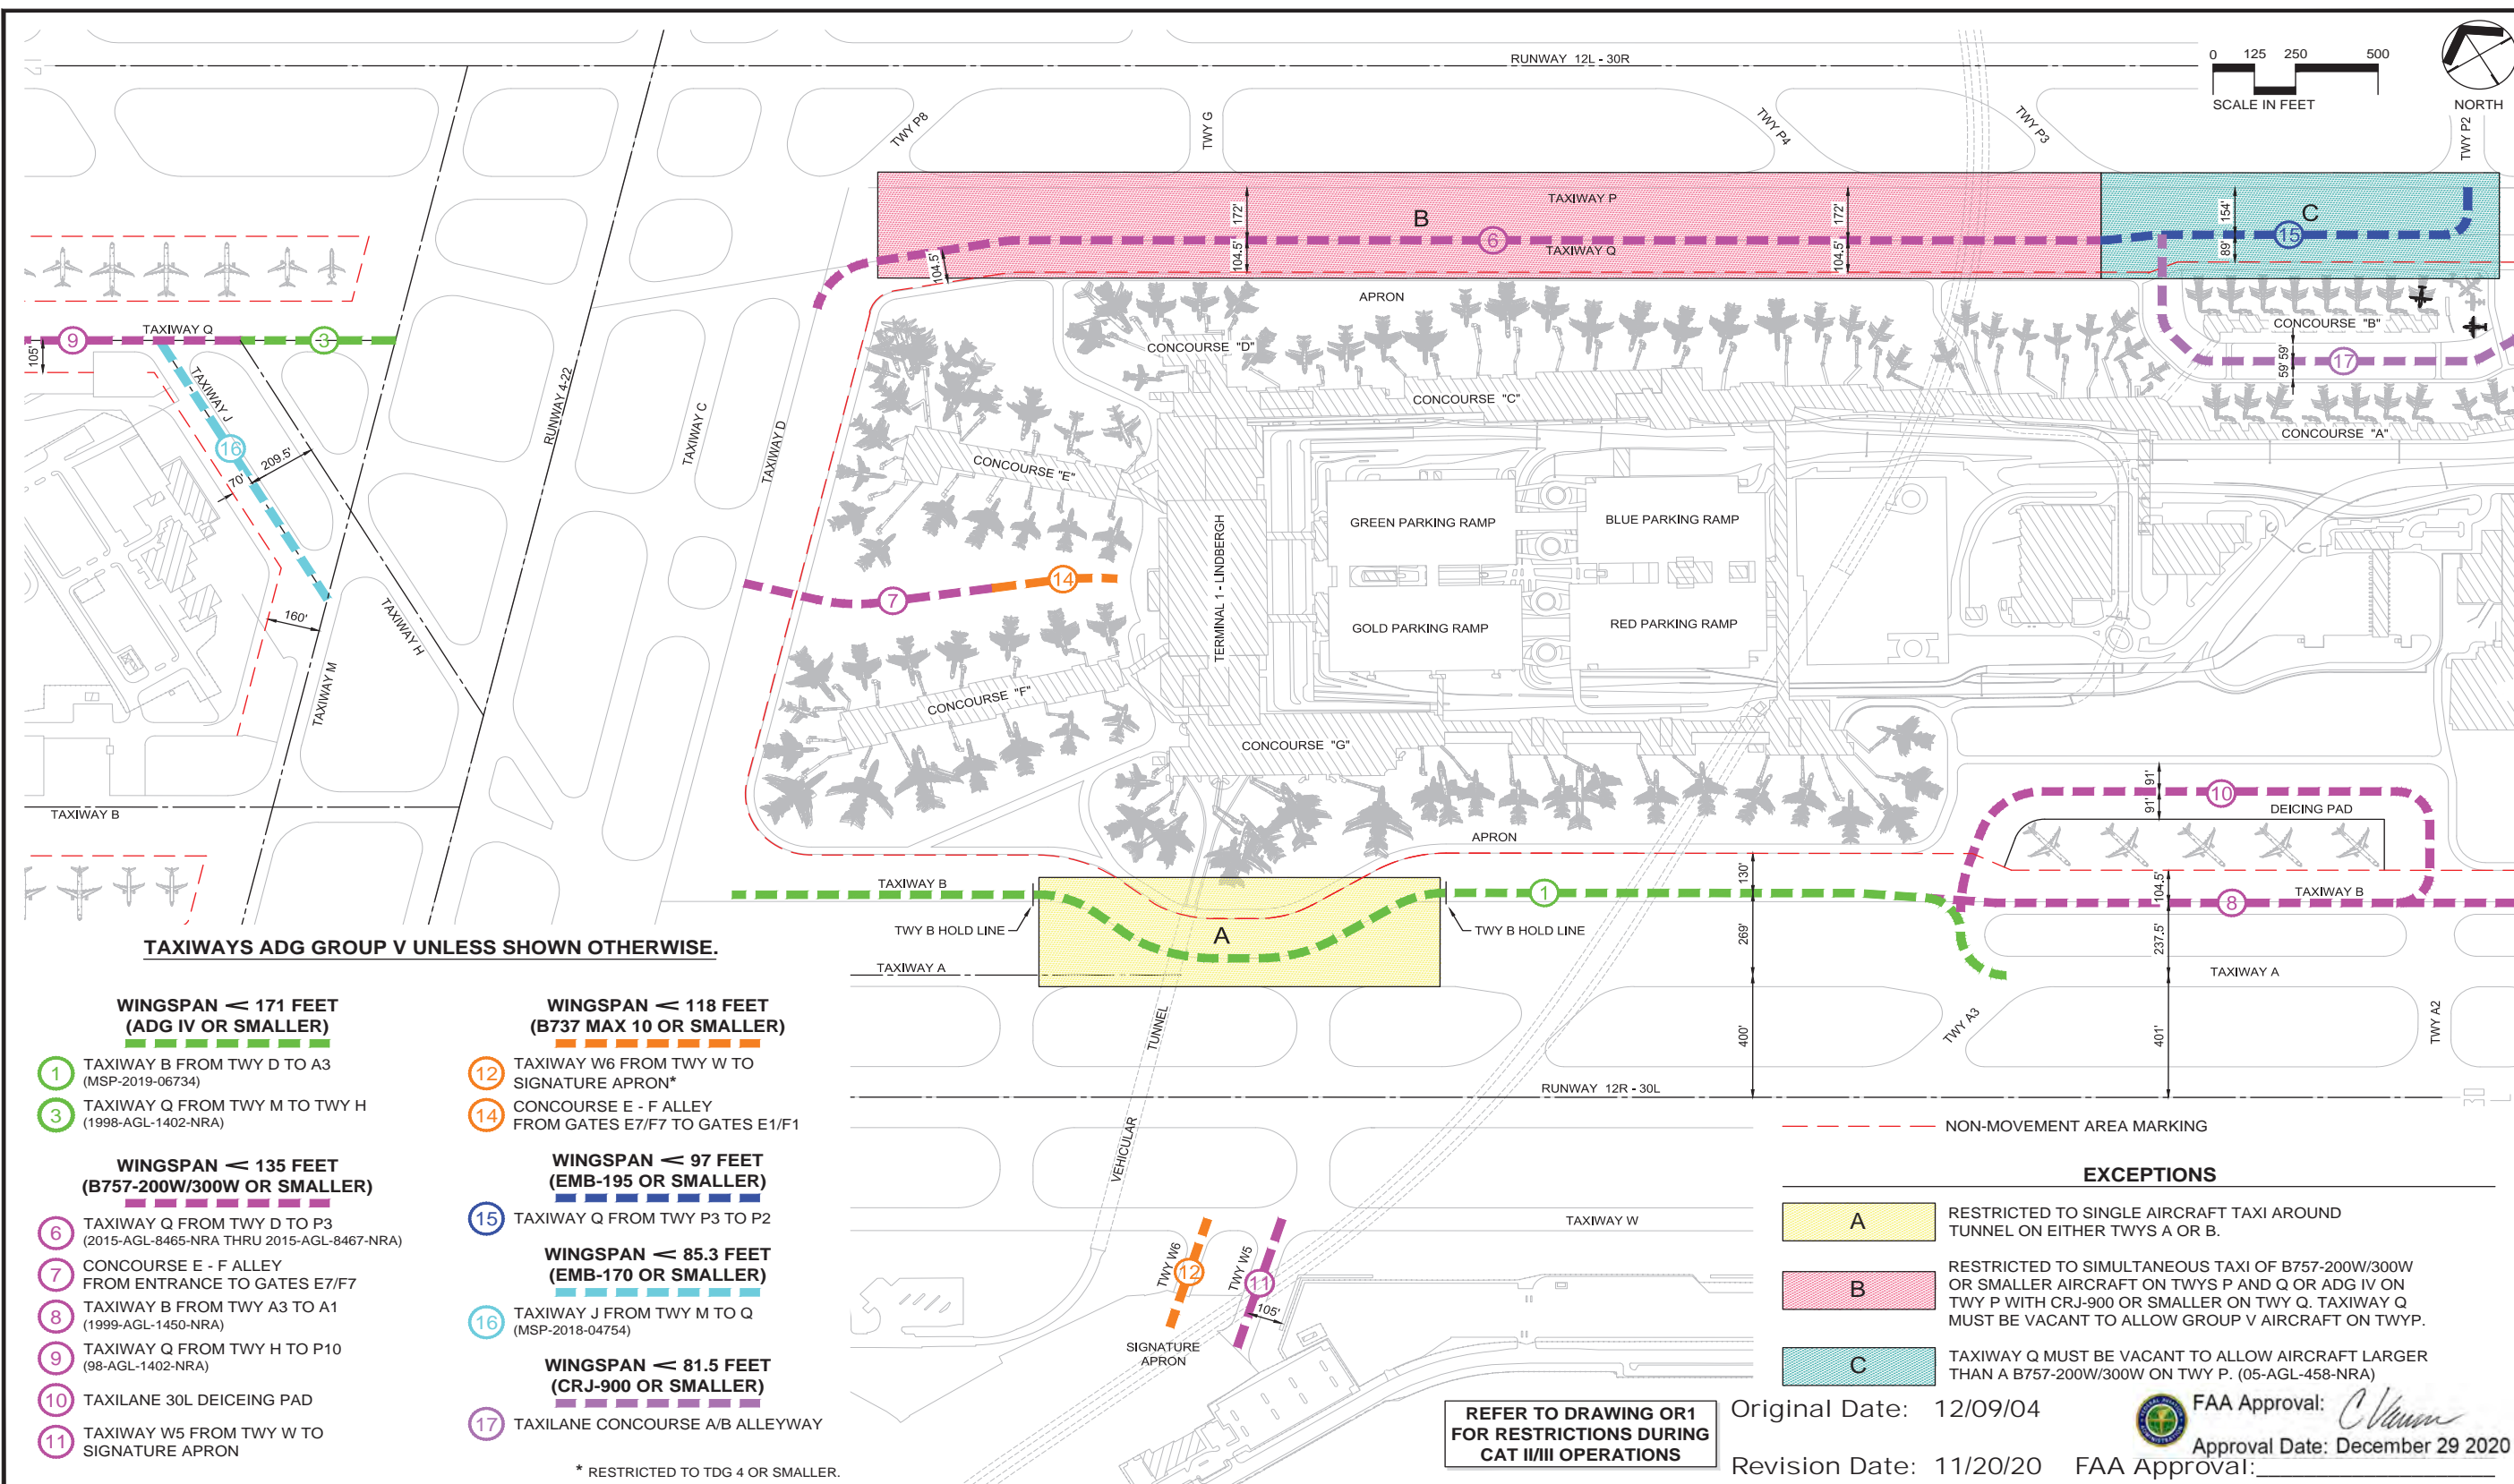 RUNWAY 12L - 30R
0 125 250 500
SCALE IN FEET
NORTH
TWY P8
TWY G
TWY P4
TWY P3
TWY P2
TAXIWAY P
172'
B
172'
154'
C
6
15
104.5'
104.5'
TAXIWAY Q
104.5'
89'
APRON
TAXIWAY Q
9
3
105'
TAXIWAY J
16
209.5'
70'
160'
TAXIWAY H
TAXIWAY M
RUNWAY 4-22
TAXIWAY C
TAXIWAY D
CONCOURSE "D"
CONCOURSE "C"
CONCOURSE "B"
17
59' 59'
CONCOURSE "A"
CONCOURSE "E"
GREEN PARKING RAMP
BLUE PARKING RAMP
14
7
TERMINAL 1 - LINDBERGH
GOLD PARKING RAMP
RED PARKING RAMP
CONCOURSE "F"
CONCOURSE "G"
TAXIWAY B
91'
91'
10
DEICING PAD
APRON
TAXIWAY B
130'
1
104.5'
TAXIWAY B
8
TWY B HOLD LINE
A
TWY B HOLD LINE
269'
237.5'
TAXIWAY A
TAXIWAY A
VEHICULAR TUNNEL
400'
TWY A3
401'
TWY A2
RUNWAY 12R - 30L
TAXIWAY W
TWY W6
12
TWY W5
11
105'
SIGNATURE
APRON
TAXIWAYS ADG GROUP V UNLESS SHOWN OTHERWISE.
WINGSPAN < 171 FEET
(ADG IV OR SMALLER)
1 TAXIWAY B FROM TWY D TO A3
(MSP-2019-06734)
3 TAXIWAY Q FROM TWY M TO TWY H
(1998-AGL-1402-NRA)
WINGSPAN < 135 FEET
(B757-200W/300W OR SMALLER)
6 TAXIWAY Q FROM TWY D TO P3
(2015-AGL-8465-NRA THRU 2015-AGL-8467-NRA)
7 CONCOURSE E - F ALLEY
FROM ENTRANCE TO GATES E7/F7
8 TAXIWAY B FROM TWY A3 TO A1
(1999-AGL-1450-NRA)
9 TAXIWAY Q FROM TWY H TO P10
(98-AGL-1402-NRA)
10 TAXILANE 30L DEICEING PAD
11 TAXIWAY W5 FROM TWY W TO
SIGNATURE APRON
WINGSPAN < 118 FEET
(B737 MAX 10 OR SMALLER)
12 TAXIWAY W6 FROM TWY W TO
SIGNATURE APRON*
14 CONCOURSE E - F ALLEY
FROM GATES E7/F7 TO GATES E1/F1
WINGSPAN < 97 FEET
(EMB-195 OR SMALLER)
15 TAXIWAY Q FROM TWY P3 TO P2
WINGSPAN < 85.3 FEET
(EMB-170 OR SMALLER)
16 TAXIWAY J FROM TWY M TO Q
(MSP-2018-04754)
WINGSPAN < 81.5 FEET
(CRJ-900 OR SMALLER)
17 TAXILANE CONCOURSE A/B ALLEYWAY
* RESTRICTED TO TDG 4 OR SMALLER.
NON-MOVEMENT AREA MARKING
EXCEPTIONS
A RESTRICTED TO SINGLE AIRCRAFT TAXI AROUND
TUNNEL ON EITHER TWYS A OR B.
B RESTRICTED TO SIMULTANEOUS TAXI OF B757-200W/300W
OR SMALLER AIRCRAFT ON TWYS P AND Q OR ADG IV ON
TWY P WITH CRJ-900 OR SMALLER ON TWY Q. TAXIWAY Q
MUST BE VACANT TO ALLOW GROUP V AIRCRAFT ON TWYP.
C TAXIWAY Q MUST BE VACANT TO ALLOW AIRCRAFT LARGER
THAN A B757-200W/300W ON TWY P. (05-AGL-458-NRA)
REFER TO DRAWING OR1
FOR RESTRICTIONS DURING
CAT II/III OPERATIONS
Original Date: 12/09/04
Revision Date: 11/20/20
FAA Approval:
Approval Date: December 29 2020
FAA Approval: